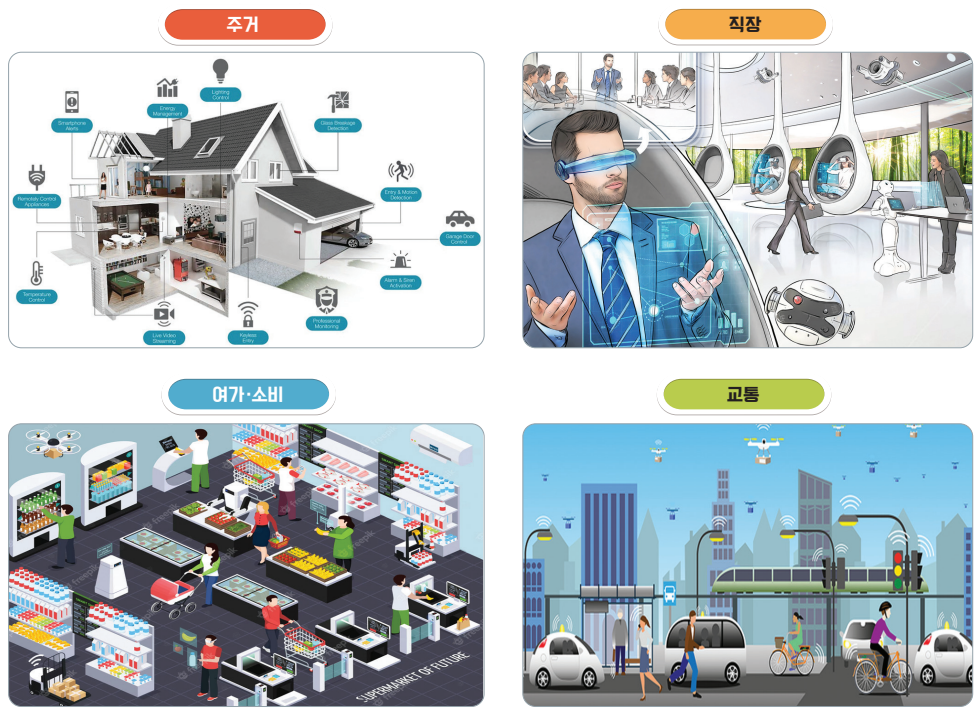 주거
직장
Lighting
Control
Energy
Management
Smartphone
Alerts
Glass Breakage
Detection
Remotely Control
Appliances
Entry & Motion
Detection
Garage Door
Control
Temperature
Control
Alarm & Siren
Activation
Live Video
Streaming
Keyless
Entry
Professional
Monitoring
여가·소비
교통
SUPERMARKET OF FUTURE
freepik